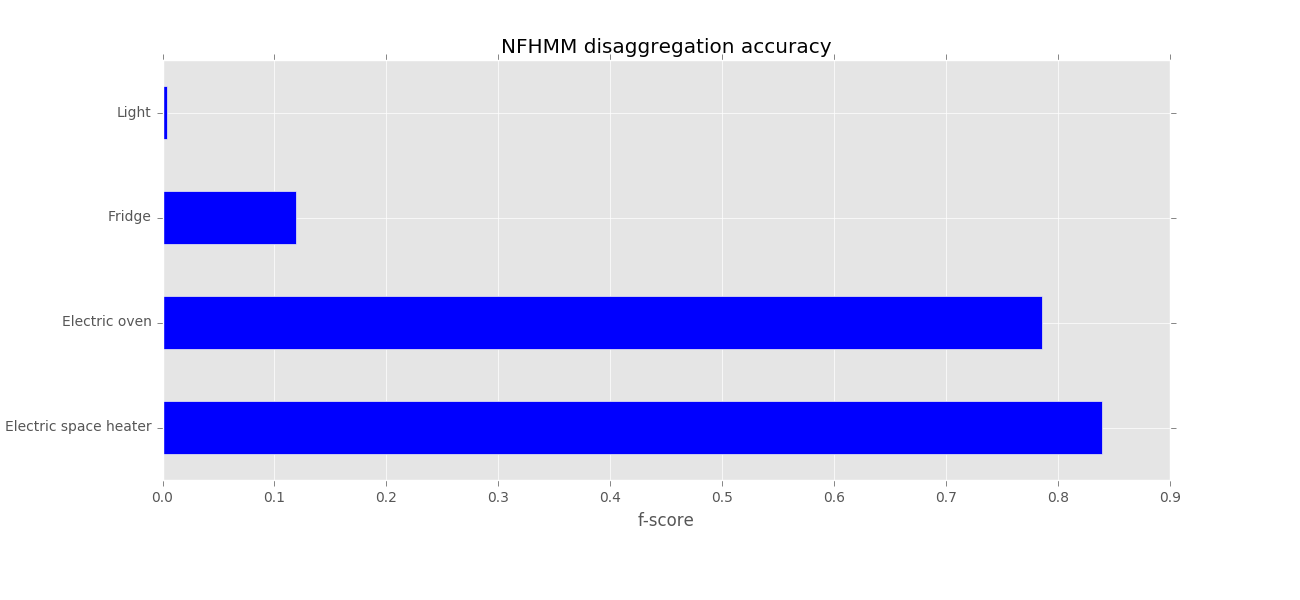 NFHMM disaggregation accuracy
Light
Fridge
Electric oven
Electric space heater
0.0 0.1 0.2 0.3 0.4 0.5 0.6 0.7 0.8 0.9
f-score